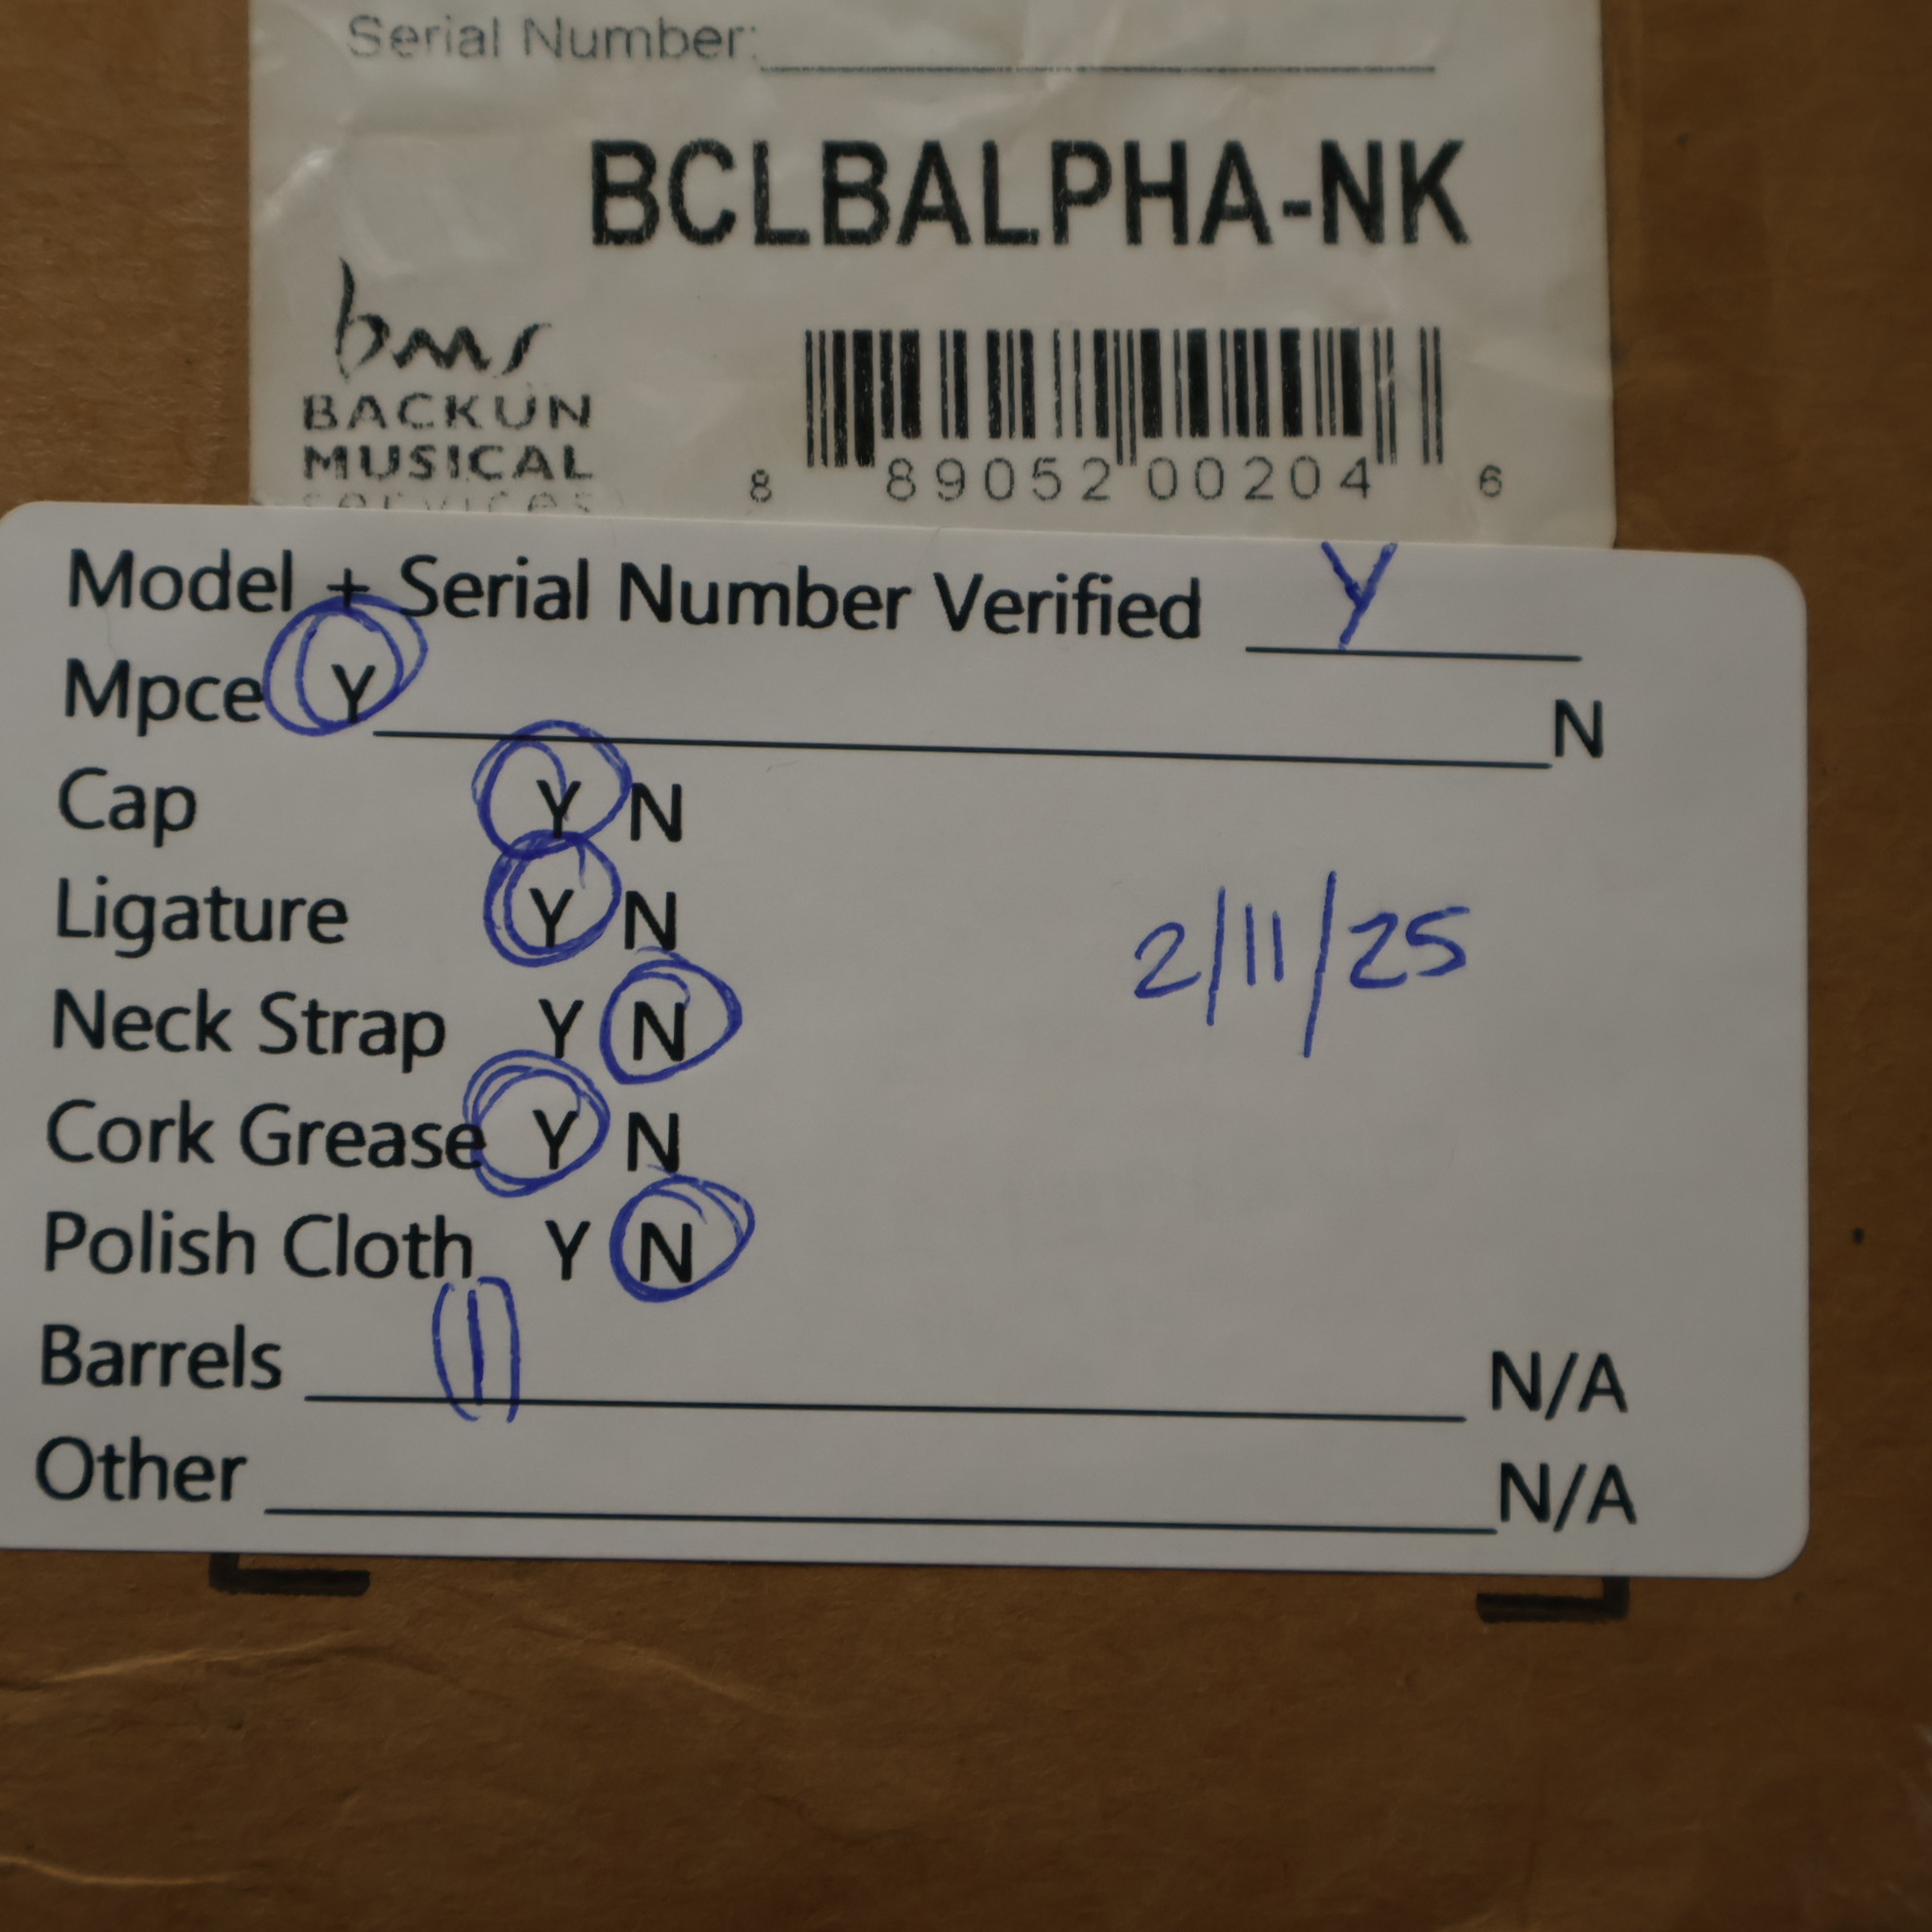 Serial Number:
BCLBALPHA-NK
bms
BACKUN
MUSICAL
services
8 89052 00204 6
Model + Serial Number Verified Y
Mpce Y N
Cap Y N
Ligature Y N
2/11/25
Neck Strap Y N
Cork Grease Y N
Polish Cloth Y N
Barrels (1) N/A
Other N/A